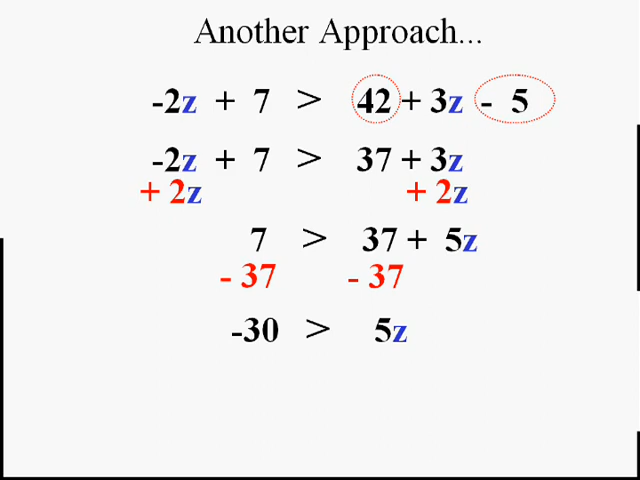 Another Approach...
-2z + 7 > 42 + 3z - 5
-2z + 7 > 37 + 3z
+ 2z + 2z
7 > 37 + 5z
- 37 - 37
-30 > 5z